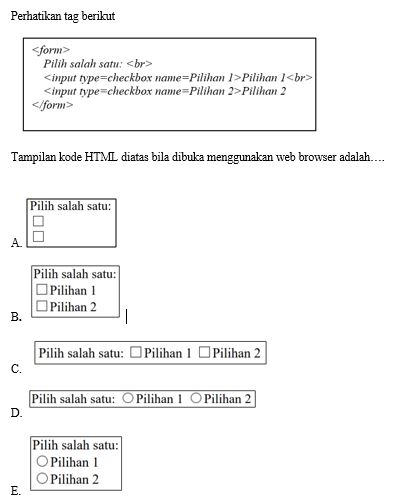 Perhatikan tag berikut
<form>
Pilih salah satu: <br>
<input type=checkbox name=Pilihan 1>Pilihan 1<br>
<input type=checkbox name=Pilihan 2>Pilihan 2
</form>
Tampilan kode HTML diatas bila dibuka menggunakan web browser adalah….
Pilih salah satu:
A.
Pilih salah satu:
Pilihan 1
Pilihan 2
B.
Pilih salah satu: Pilihan 1 Pilihan 2
C.
Pilih salah satu: Pilihan 1 Pilihan 2
D.
Pilih salah satu:
Pilihan 1
Pilihan 2
E.